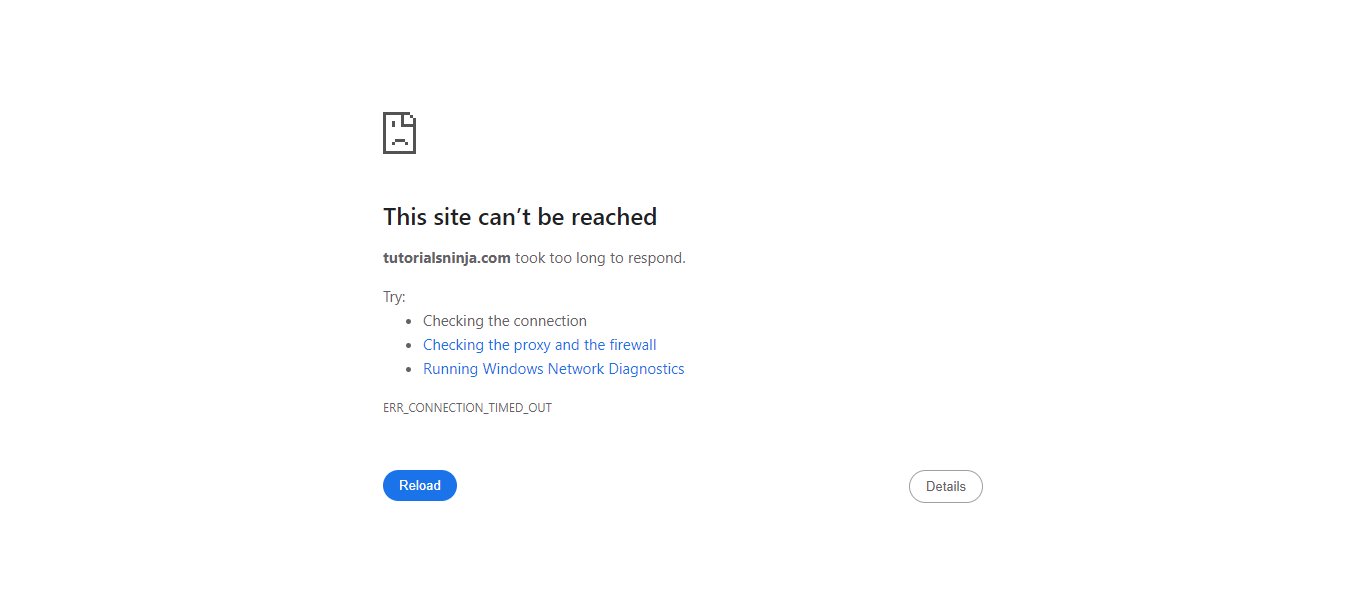 This site can’t be reached
tutorialsninja.com took too long to respond.
Try:
Checking the connection
Checking the proxy and the firewall
Running Windows Network Diagnostics
ERR_CONNECTION_TIMED_OUT
Reload
Details